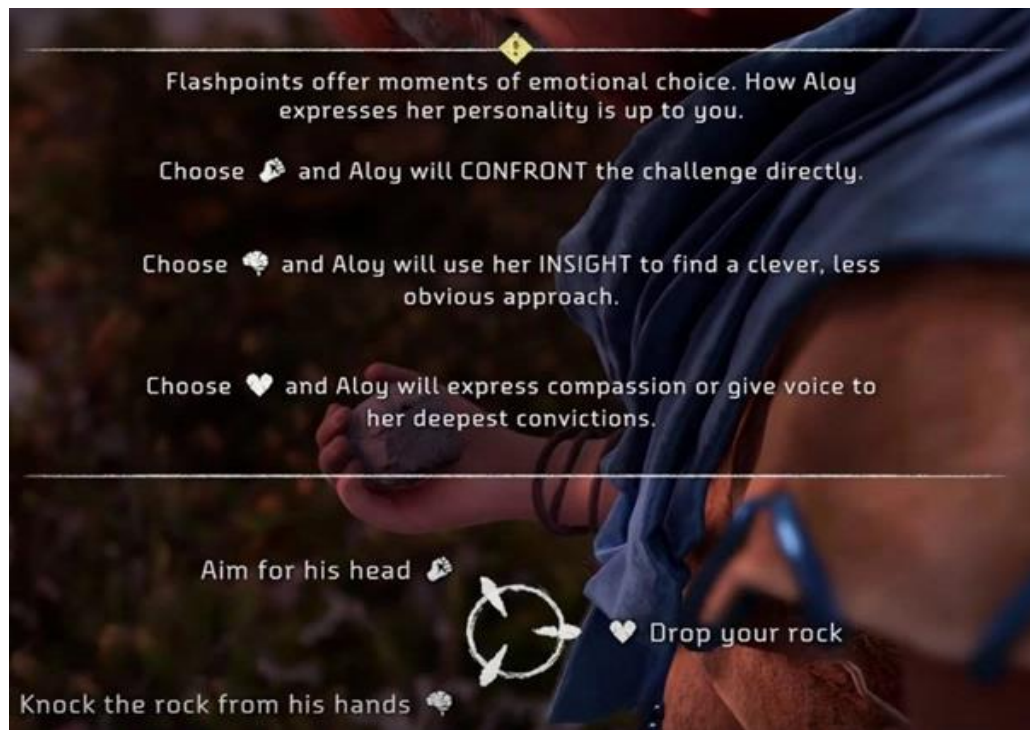 Flashpoints offer moments of emotional choice. How Aloy
expresses her personality is up to you.
Choose and Aloy will CONFRONT the challenge directly.
Choose and Aloy will use her INSIGHT to find a clever, less
obvious approach.
Choose and Aloy will express compassion or give voice to
her deepest convictions.
Aim for his head
Drop your rock
Knock the rock from his hands